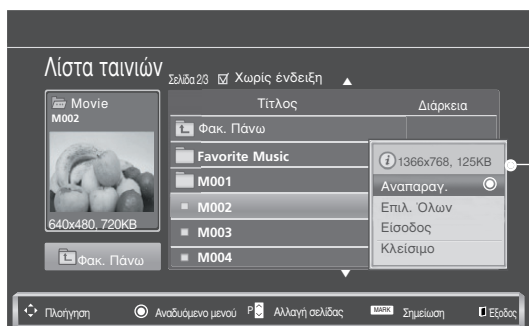 Λίστα ταινιών
Σελίδα 2/3 Χωρίς ένδειξη
Movie
M002
640x480, 720KB
Φακ. Πάνω
Τίτλος Διάρκεια
Φακ. Πάνω
Favorite Music
M001
M002
M003
M004
1366x768, 125KB
Αναπαραγ.
Επιλ. Όλων
Είσοδος
Κλείσιμο
Πλοήγηση Αναδυόμενο μενού P Αλλαγή σελίδας MARK Σημείωση Έξοδος